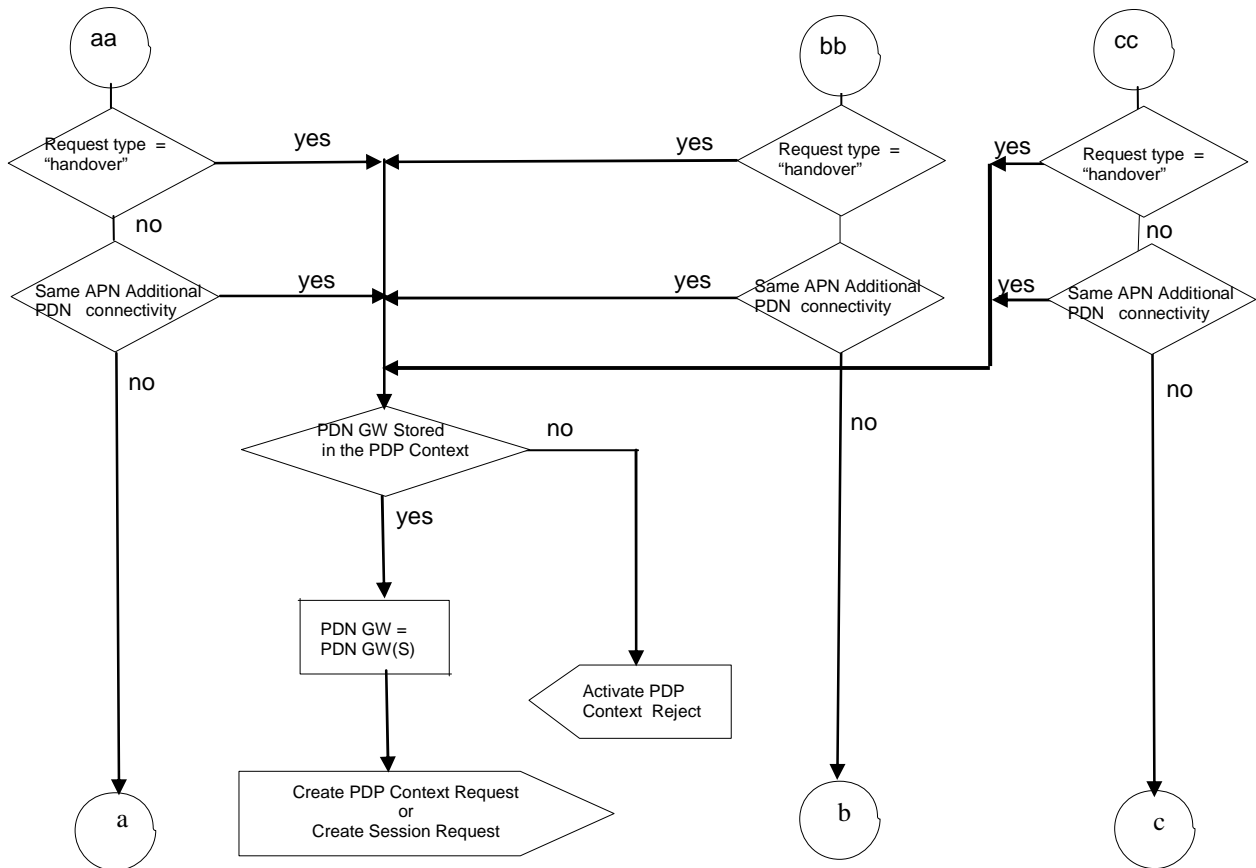 aa
bb
cc
Request type =
“handover”
yes
yes
Request type =
“handover”
yes
Request type =
“handover”
no
no
Same APN Additional
PDN connectivity
yes
yes
Same APN Additional
PDN connectivity
yes
Same APN Additional
PDN connectivity
no
no
no
PDN GW Stored
in the PDP Context
no
yes
PDN GW =
PDN GW(S)
Activate PDP
Context Reject
Create PDP Context Request
or
Create Session Request
a
b
c